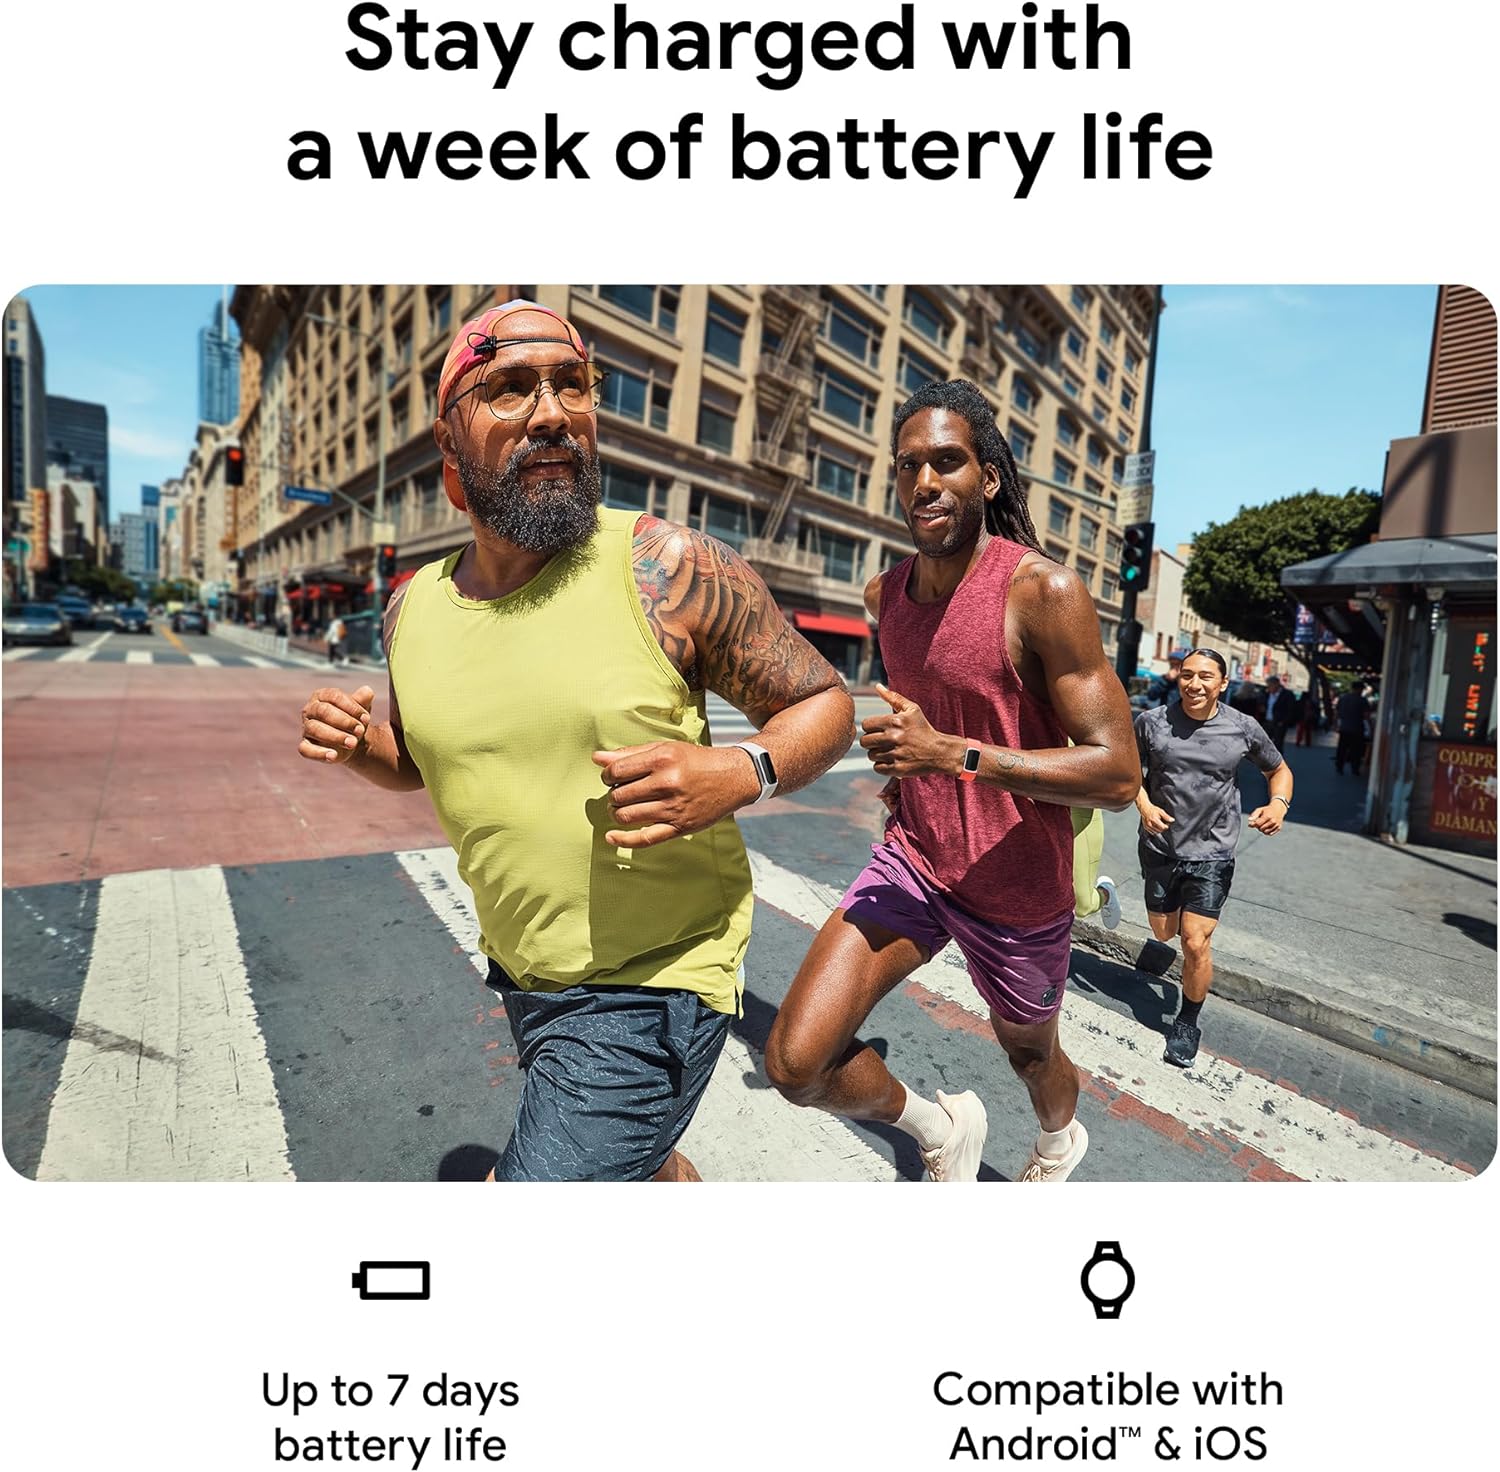 Stay charged with
a week of battery life
COMPRA
Y
DIAMAN
Up to 7 days
battery life
Compatible with
Android™ & iOS